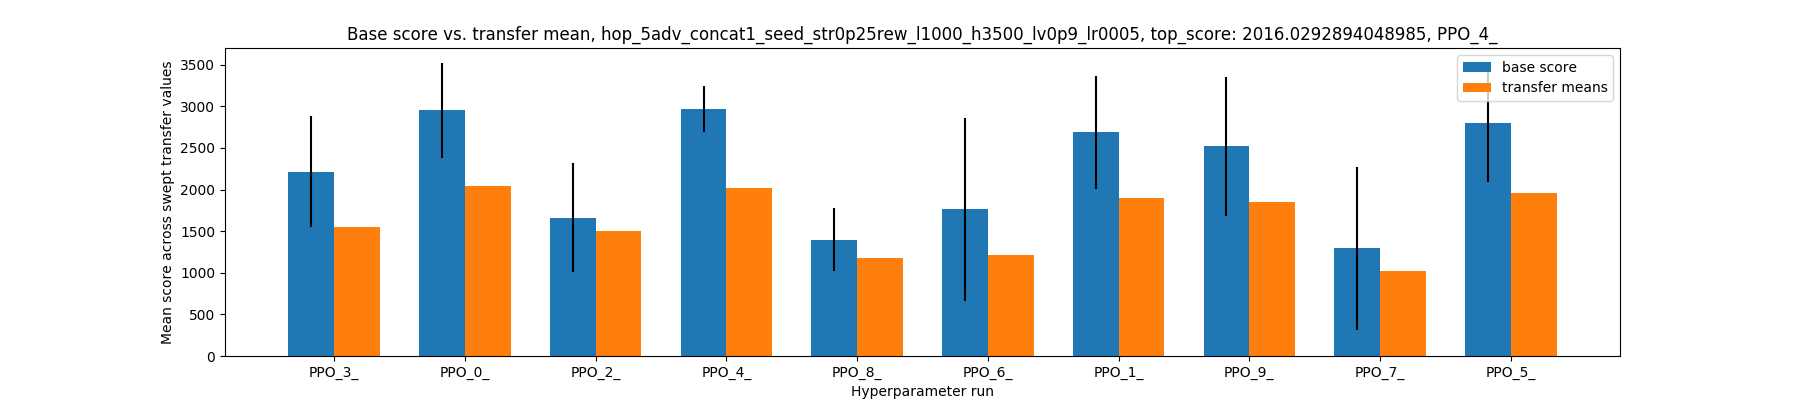 Base score vs. transfer mean, hop_5adv_concat1_seed_str0p25rew_l1000_h3500_lv0p9_lr0005, top_score: 2016.0292894048985, PPO_4_
Mean score across swept transfer values
3500
3000
2500
2000
1500
1000
500
0
base score
transfer means
PPO_3_ PPO_0_ PPO_2_ PPO_4_ PPO_8_ PPO_6_ PPO_1_ PPO_9_ PPO_7_ PPO_5_
Hyperparameter run